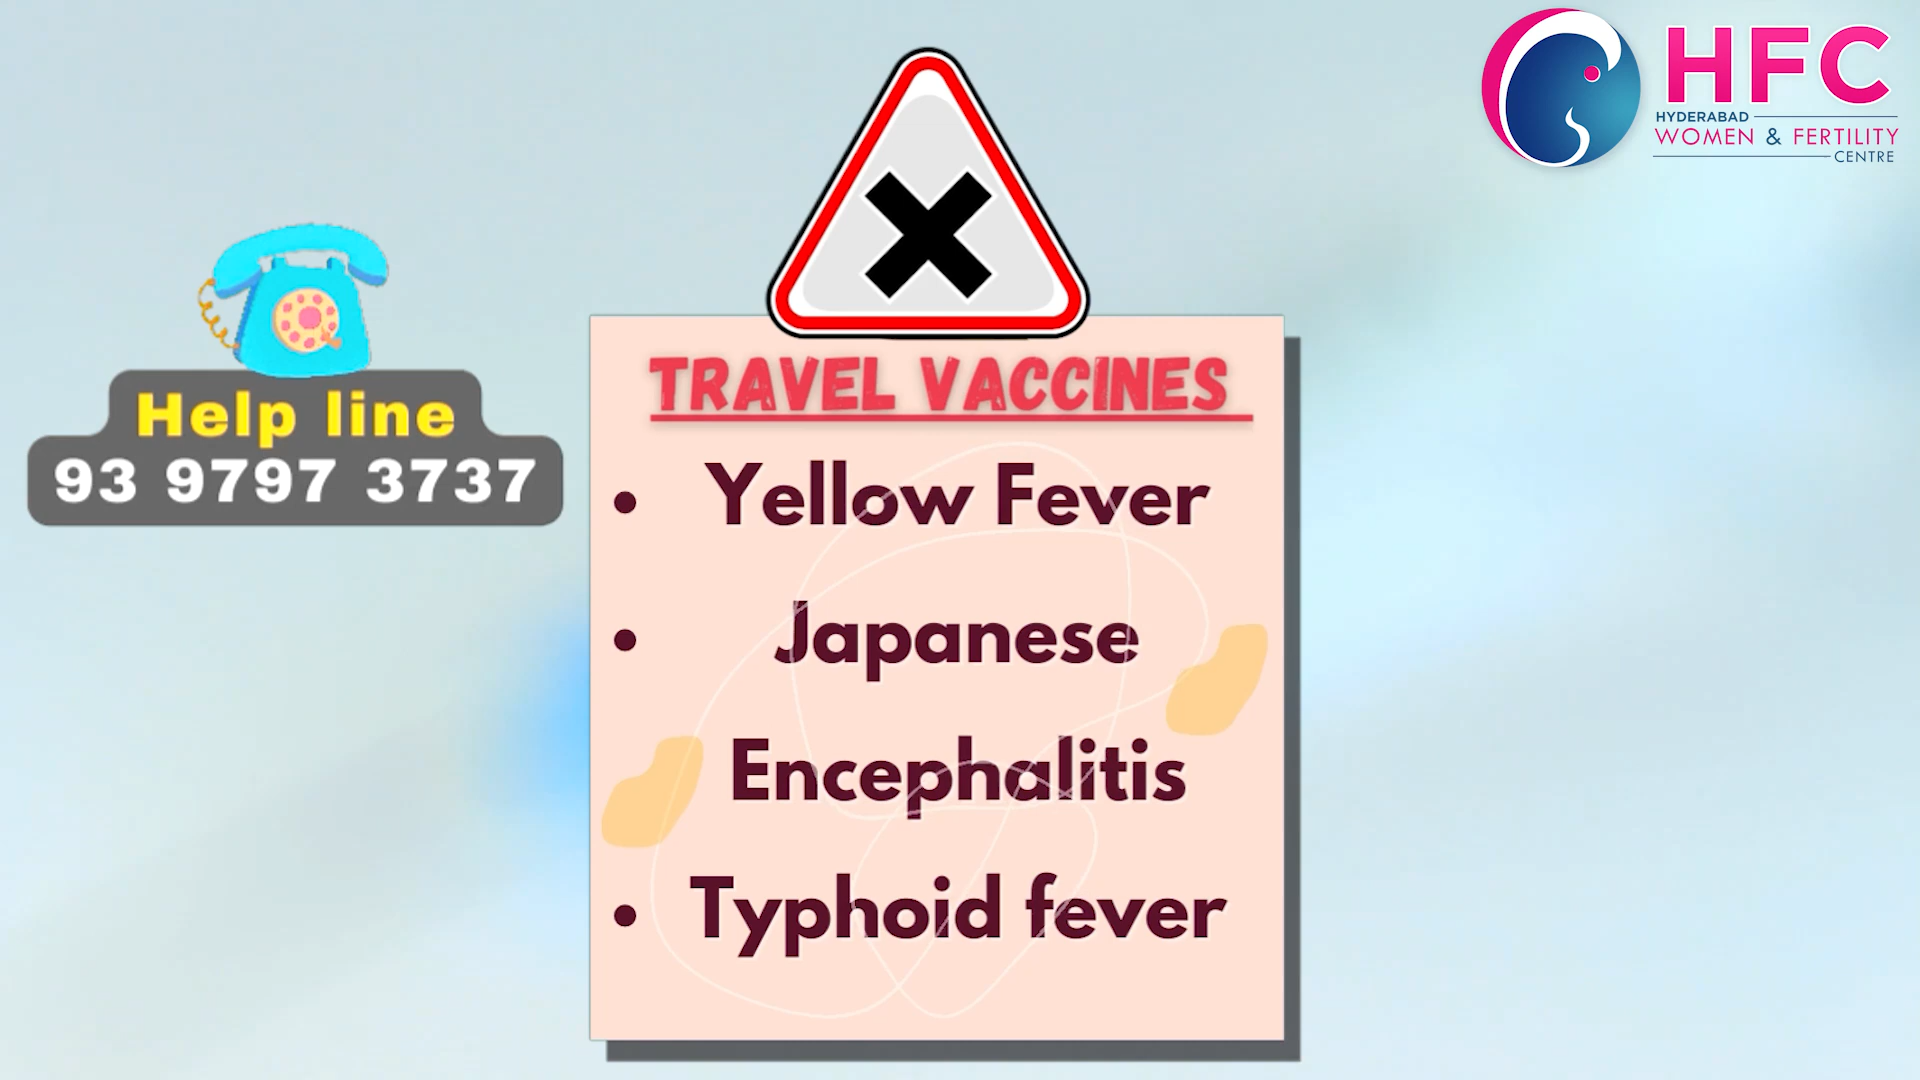 HFC
HYDERABAD
WOMEN & FERTILITY
CENTRE
Help line
93 9797 3737
TRAVEL VACCINES
• Yellow Fever
• Japanese
Encephalitis
• Typhoid fever